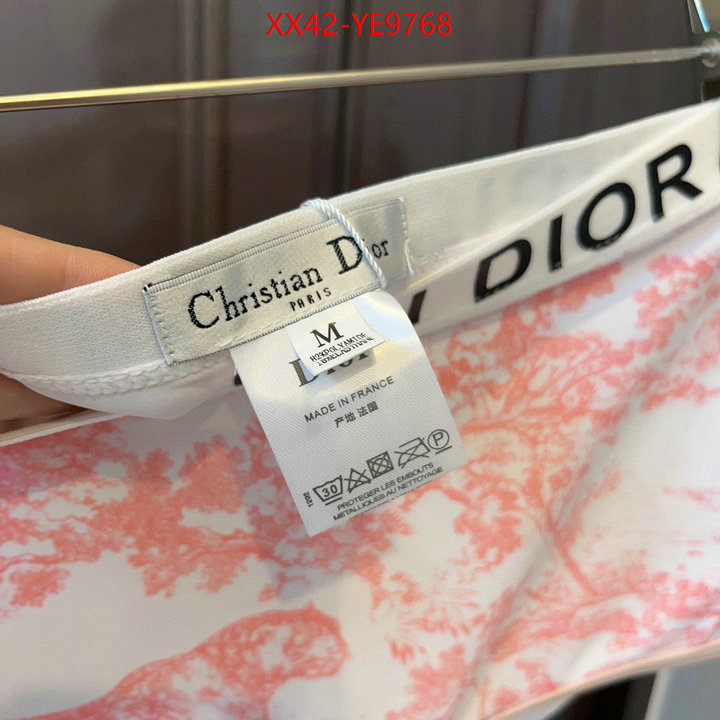 XX42-YE9768
DIOR
Christian Dior
PARIS
M
MADE IN FRANCE
产地 法国
30
P
PROTEGER LES EMBOUTS
METALLIQUES AU NETTOYAGE